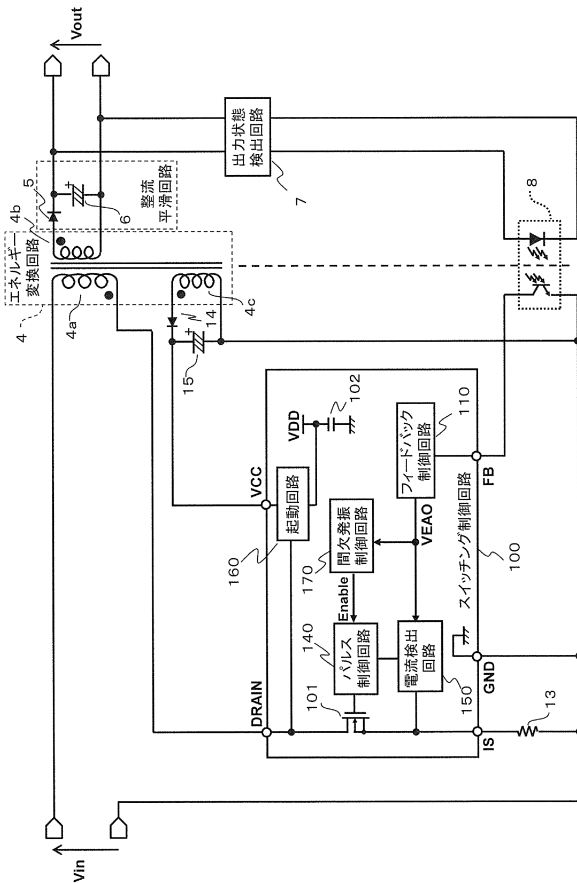 Vin
Vout
エネルギー
変換回路
4
4a
4b
4c
5
6
整流
平滑回路
出力状態
検出回路
7
8
14
15
VCC
DRAIN
VDD
102
起動回路
160
間欠発振
制御回路
170
フィードバック
制御回路
110
VEAO
Enable
パルス
制御回路
140
101
電流検出
回路
150
スイッチング制御回路
100
FB
GND
IS
13